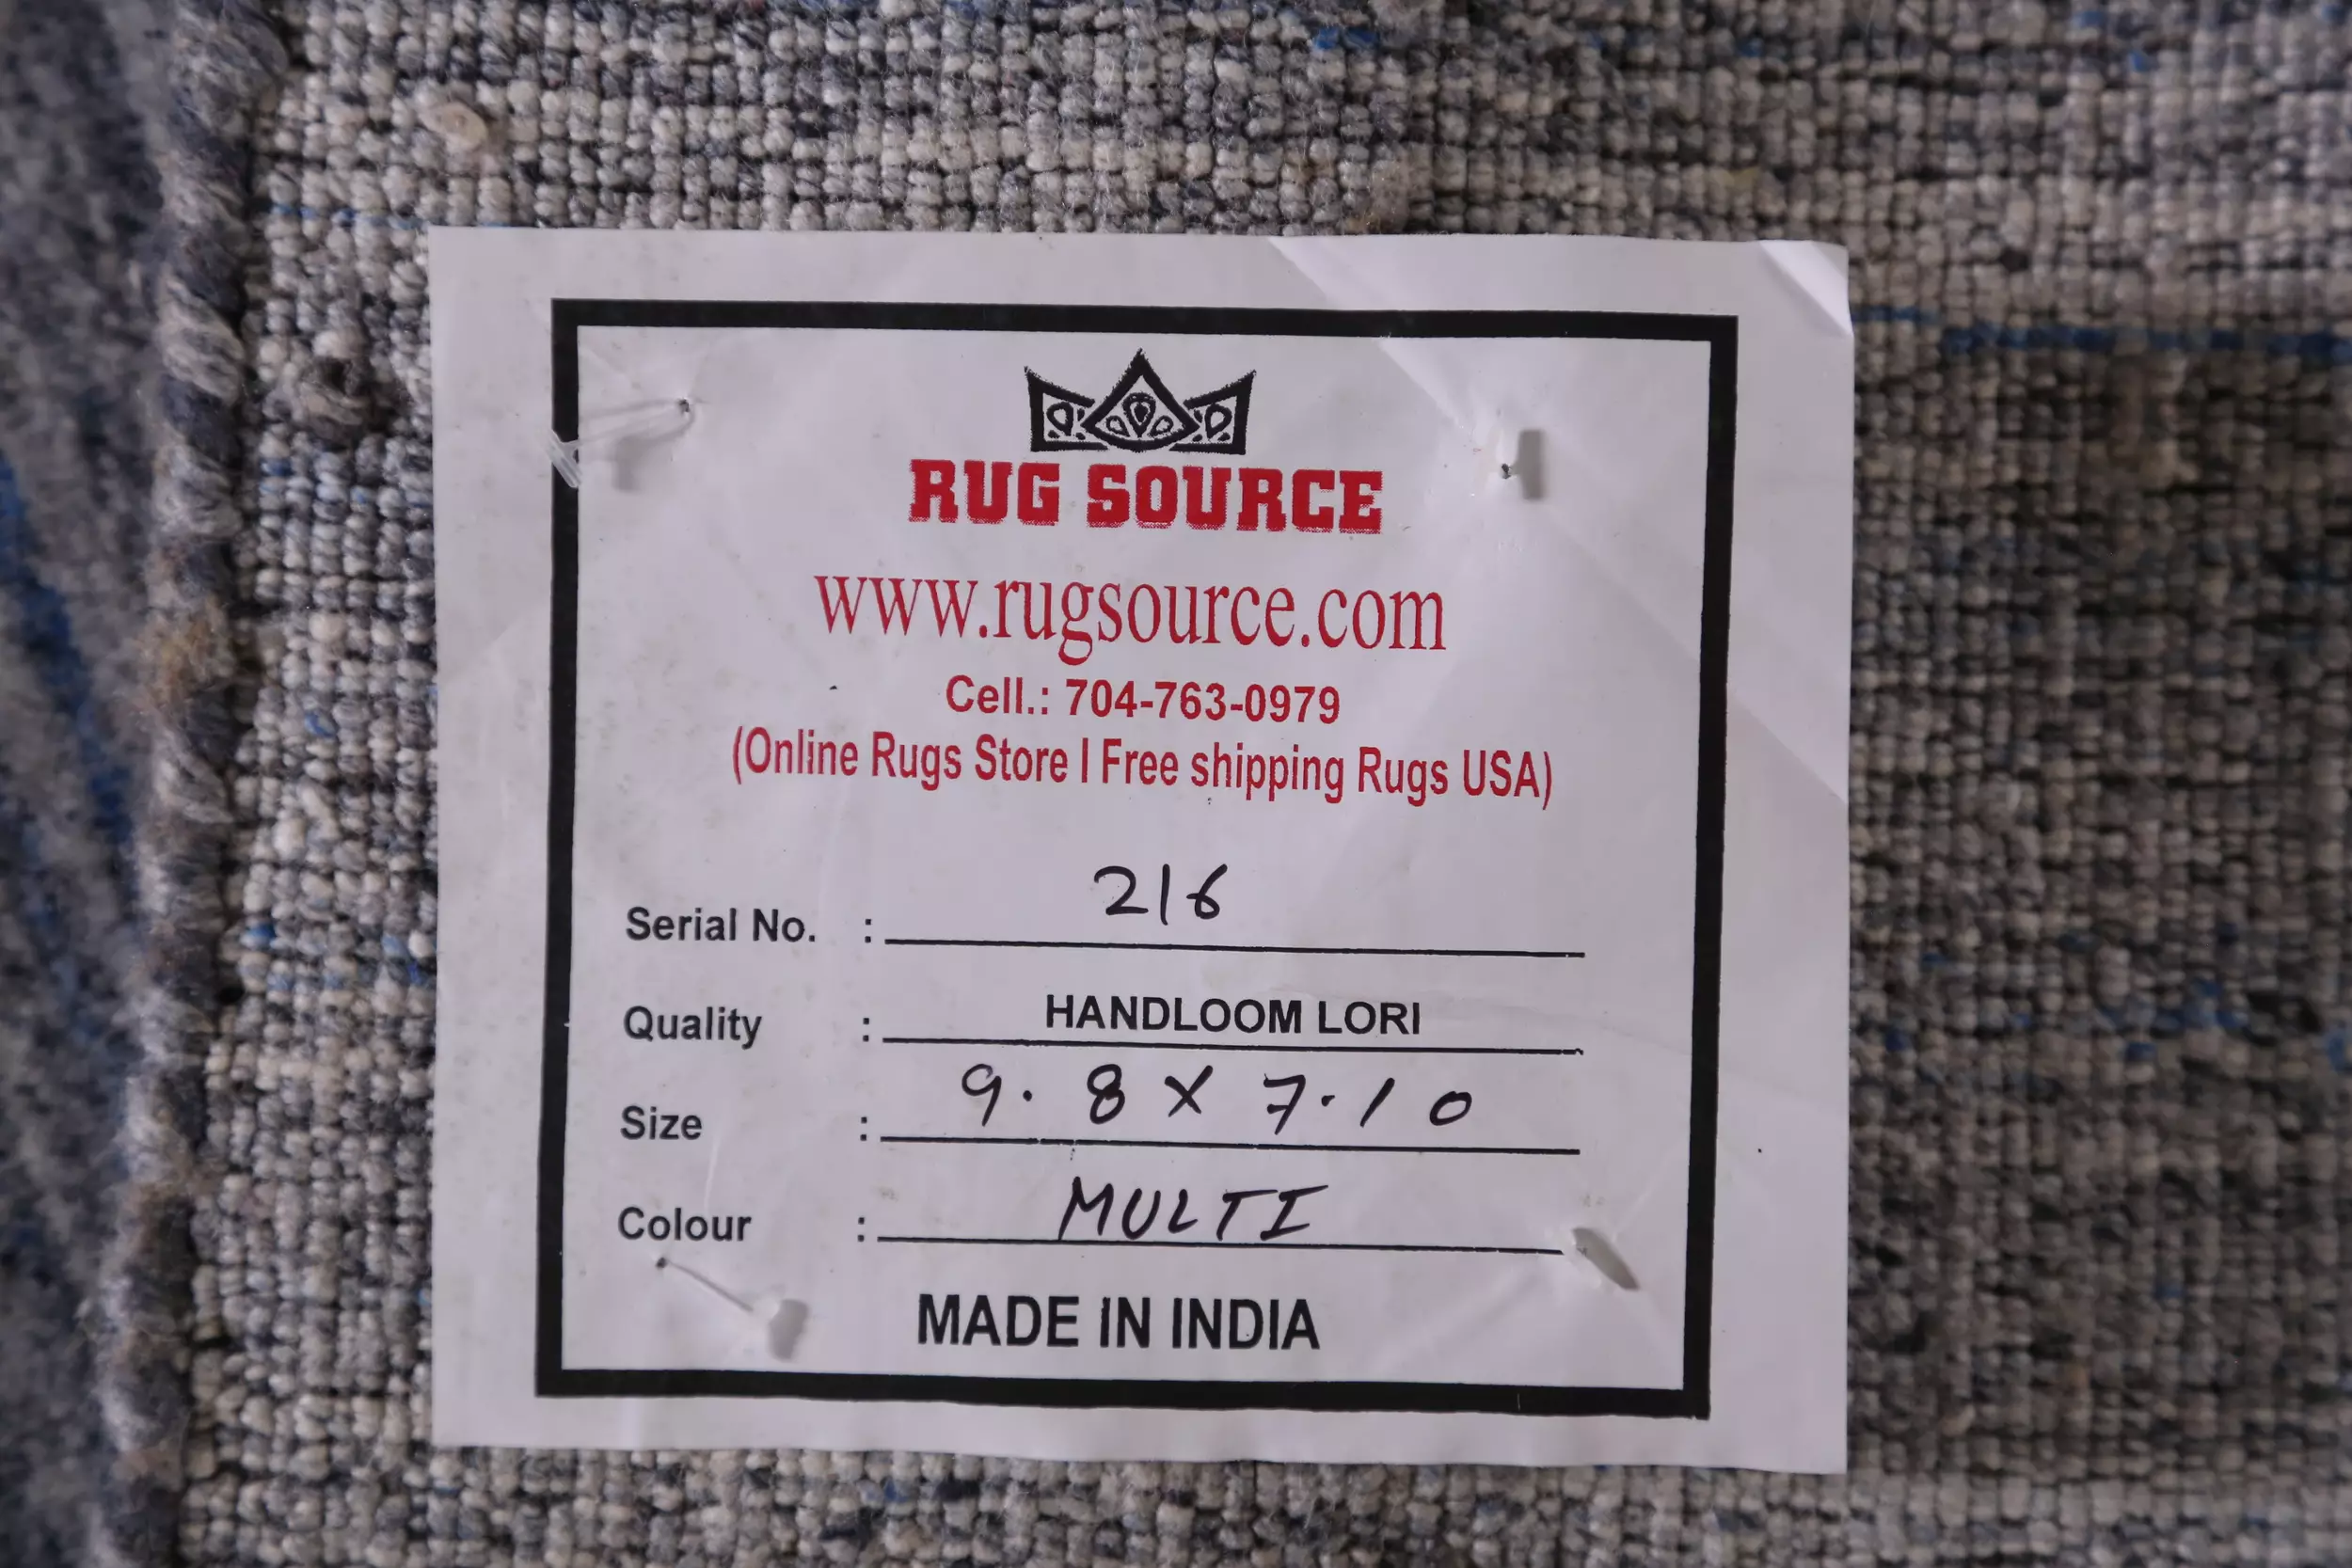 RUG SOURCE
www.rugsource.com
Cell.: 704-763-0979
(Online Rugs Store I Free shipping Rugs USA)
Serial No. : 216
Quality : HANDLOOM LORI
Size : 9.8 X 7.10
Colour : MULTI
MADE IN INDIA